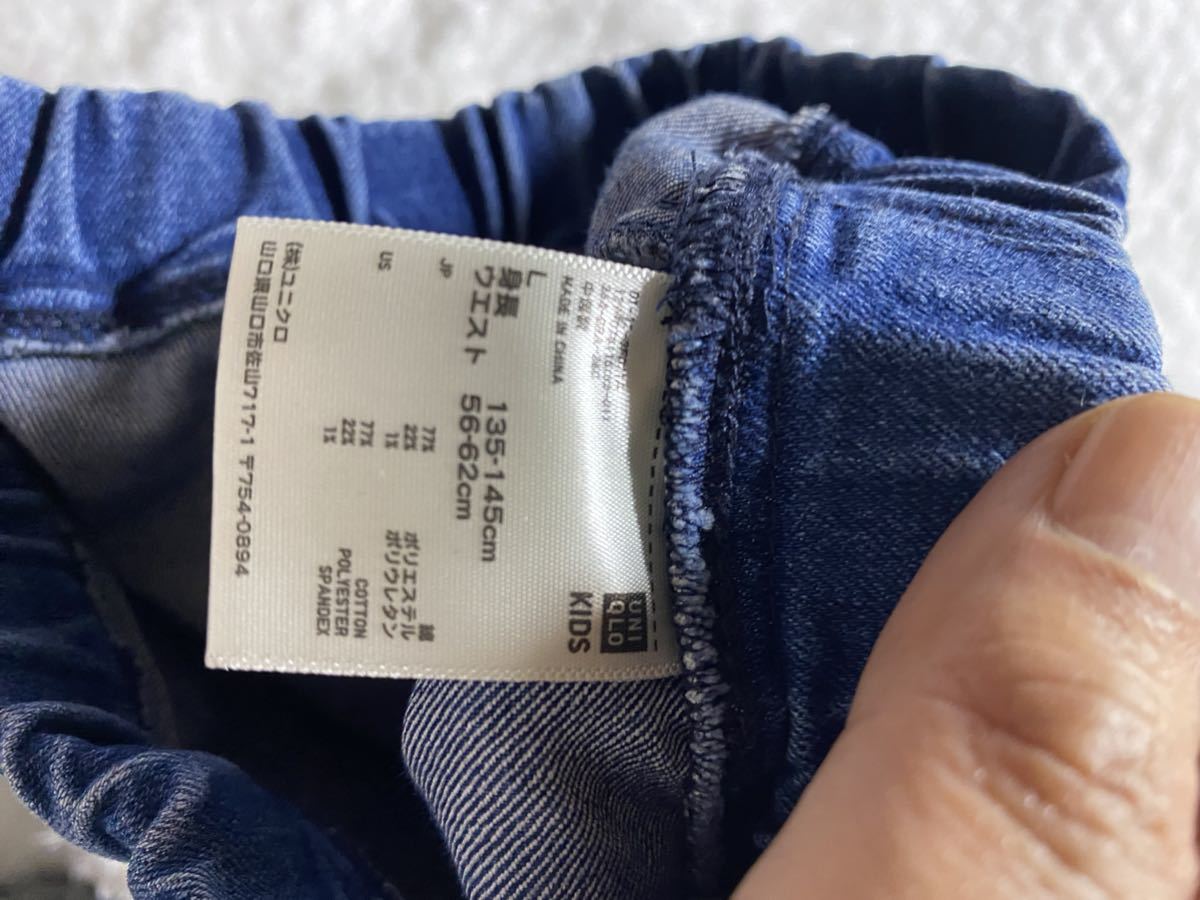 UNI
QLO
KIDS
中国製
MADE IN CHINA
L
身長 135-145cm
ウエスト 56-62cm
JP
77% 綿
22% ポリエステル
1% ポリウレタン
US
77% COTTON
22% POLYESTER
1% SPANDEX
(株)ユニクロ
山口県山口市佐山717-1 〒754-0894